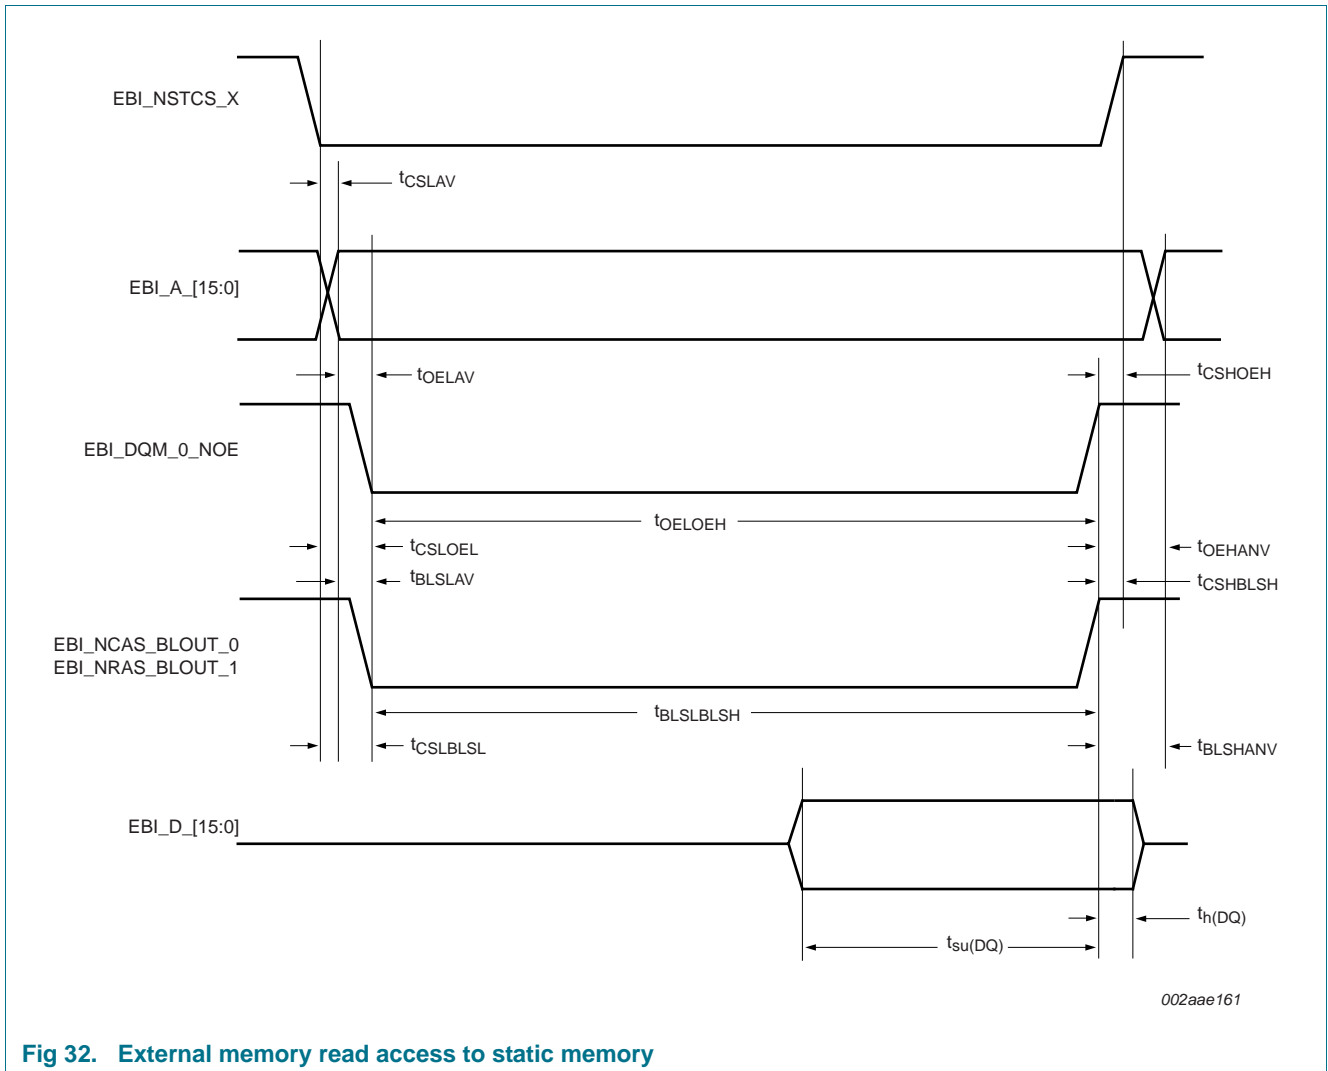 EBI_NSTCS_X
tCSLAV
EBI_A_[15:0]
tOELAV
tCSHOEH
EBI_DQM_0_NOE
tOELOEH
tCSLOEL
tOEHANV
tBLSLAV
tCSHBLSH
EBI_NCAS_BLOUT_0
EBI_NRAS_BLOUT_1
tBLSLBLSH
tCSLBLSL
tBLSHANV
EBI_D_[15:0]
th(DQ)
tsu(DQ)
002aae161
Fig 32. External memory read access to static memory